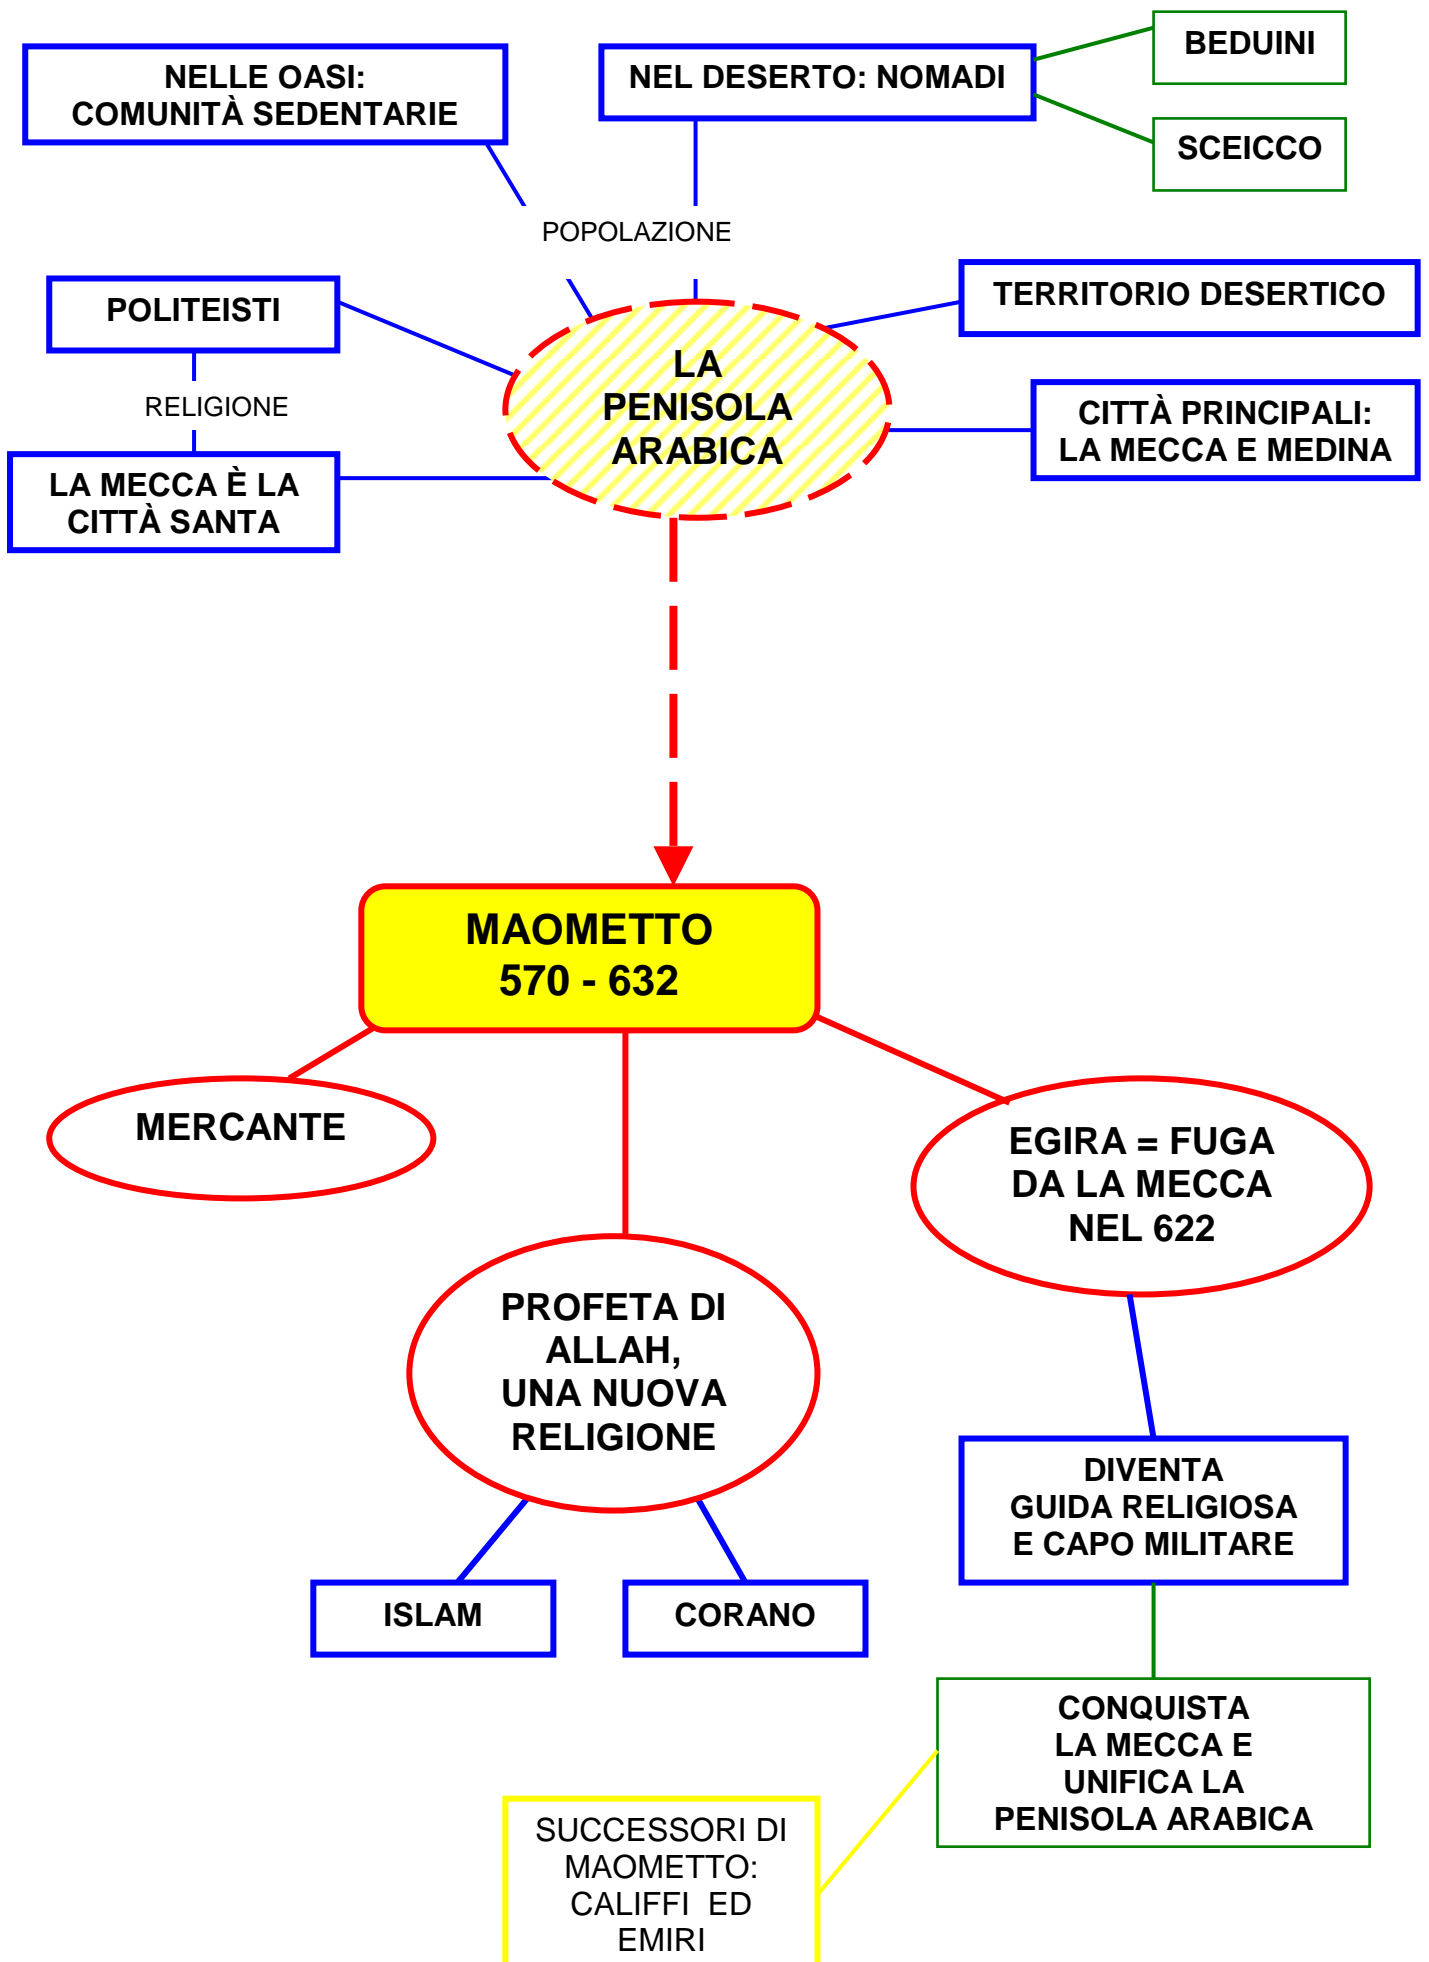 BEDUINI
NELLE OASI:
COMUNITÀ SEDENTARIE
NEL DESERTO: NOMADI
SCEICCO
POPOLAZIONE
POLITEISTI
TERRITORIO DESERTICO
RELIGIONE
LA
PENISOLA
ARABICA
CITTÀ PRINCIPALI:
LA MECCA E MEDINA
LA MECCA È LA
CITTÀ SANTA
MAOMETTO
570 - 632
MERCANTE
EGIRA = FUGA
DA LA MECCA
NEL 622
PROFETA DI
ALLAH,
UNA NUOVA
RELIGIONE
DIVENTA
GUIDA RELIGIOSA
E CAPO MILITARE
ISLAM
CORANO
CONQUISTA
LA MECCA E
UNIFICA LA
PENISOLA ARABICA
SUCCESSORI DI
MAOMETTO:
CALIFFI ED
EMIRI